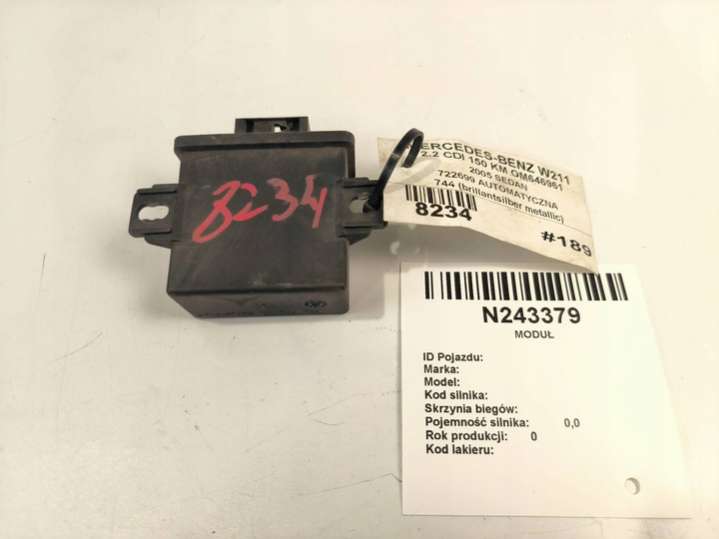 8234
MERCEDES-BENZ W211
2.2 CDI 150 KM OM646961
2005 SEDAN
722699 AUTOMATYCZNA
744 (brillantsilber metallic)
8234
#189
N243379
MODUŁ
ID Pojazdu:
Marka:
Model:
Kod silnika:
Skrzynia biegów:
Pojemność silnika: 0,0
Rok produkcji: 0
Kod lakieru: